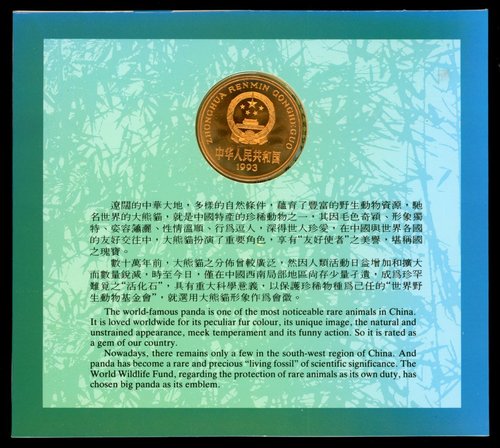 ZHONGHUA RENMIN GONGHEGUO
中华人民共和国
1993
遼闊的中華大地，多樣的自然條件，蘊育了豐富的野生動物資源，馳
名世界的大熊貓，就是中國特產的珍稀動物之一，其因毛色奇穎、形象獨
特、姿容瀟灑、性情溫順、行爲逗人，深得世人珍愛，在中國與世界各國
的友好交往中，大熊貓扮演了重要角色，享有“友好使者”之美譽，堪稱國
之瑰寶。
數十萬年前，大熊貓之分佈曾較廣泛，然因人類活動日益增加和擴大
而數量銳減，時至今日，僅在中國西南局部地區尚存少量孑遺，成爲珍罕
難覓之“活化石”，具有重大科學意義，以保護珍稀物種爲己任的“世界野
生動物基金會”，就選用大熊貓形象作爲會徽。
The world-famous panda is one of the most noticeable rare animals in China.
It is loved worldwide for its peculiar fur colour, its unique image, the natural and
unstrained appearance, meek temperament and its funny action. So it is rated as
a gem of our country.
Nowadays, there remains only a few in the south-west region of China. And
panda has become a rare and precious “living fossil” of scientific significance. The
World Wildlife Fund, regarding the protection of rare animals as its own duty, has
chosen big panda as its emblem.